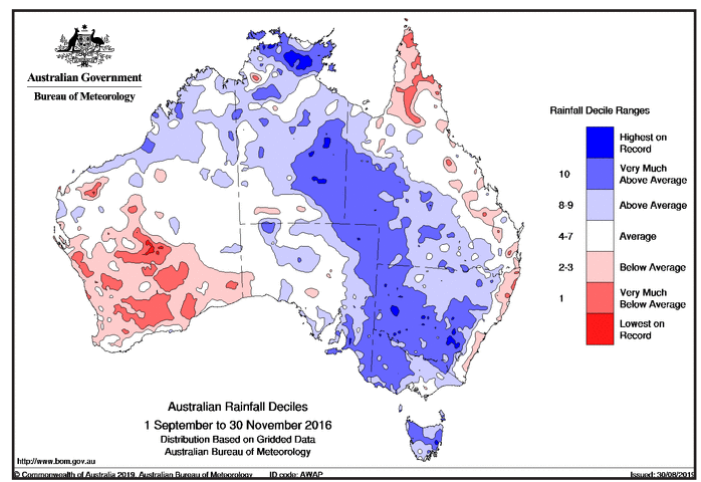 Australian Government
Bureau of Meteorology
Rainfall Decile Ranges
Highest on
Record
10
Very Much
Above Average
8-9
Above Average
4-7
Average
2-3
Below Average
1
Very Much
Below Average
Lowest on
Record
Australian Rainfall Deciles
1 September to 30 November 2016
Distribution Based on Gridded Data
Australian Bureau of Meteorology
http://www.bom.gov.au
© Commonwealth of Australia 2019, Australian Bureau of Meteorology
ID code: AWAP
Issued: 30/08/2019